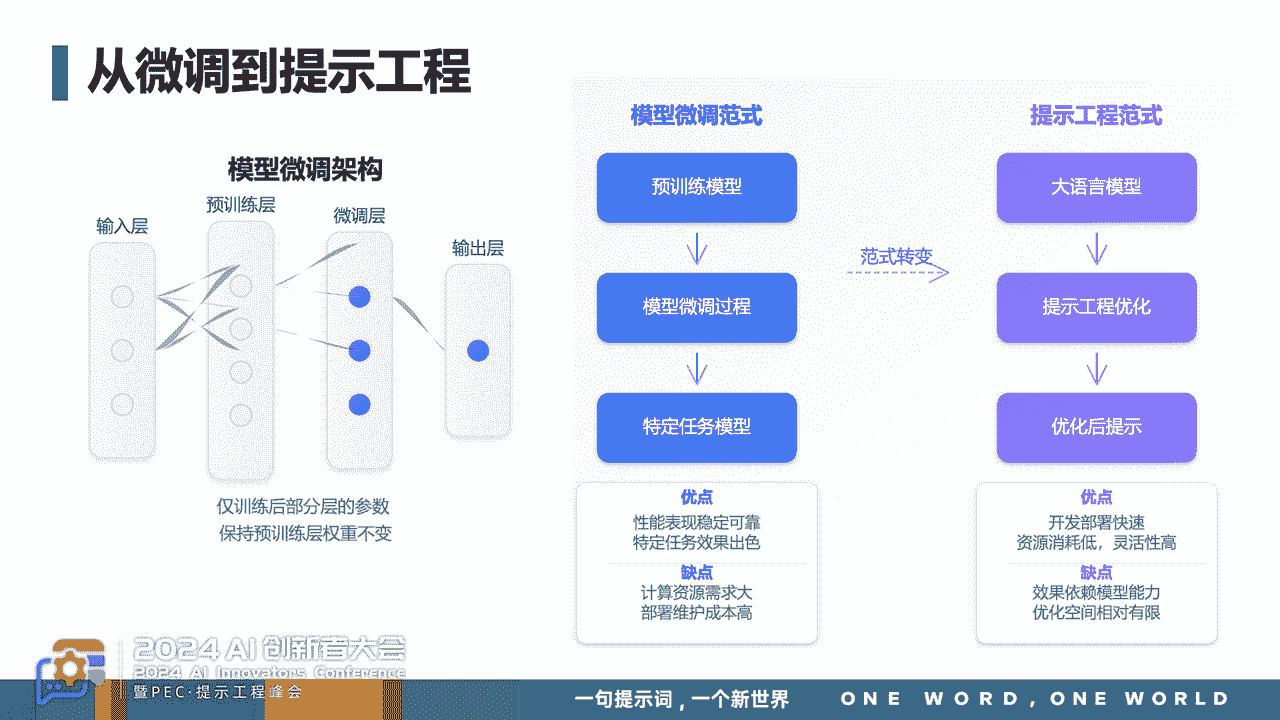 从微调到提示工程
模型微调架构
输入层
预训练层
微调层
输出层
仅训练后部分层的参数
保持预训练层权重不变
模型微调范式
预训练模型
模型微调过程
特定任务模型
优点
性能表现稳定可靠
特定任务效果出色
缺点
计算资源需求大
部署维护成本高
范式转变
提示工程范式
大语言模型
提示工程优化
优化后提示
优点
开发部署快速
资源消耗低，灵活性高
缺点
效果依赖模型能力
优化空间相对有限
2024 AI 创新者大会
2024 AI Innovators Conference
暨PEC·提示工程峰会
一句提示词，一个新世界
ONE WORD, ONE WORLD